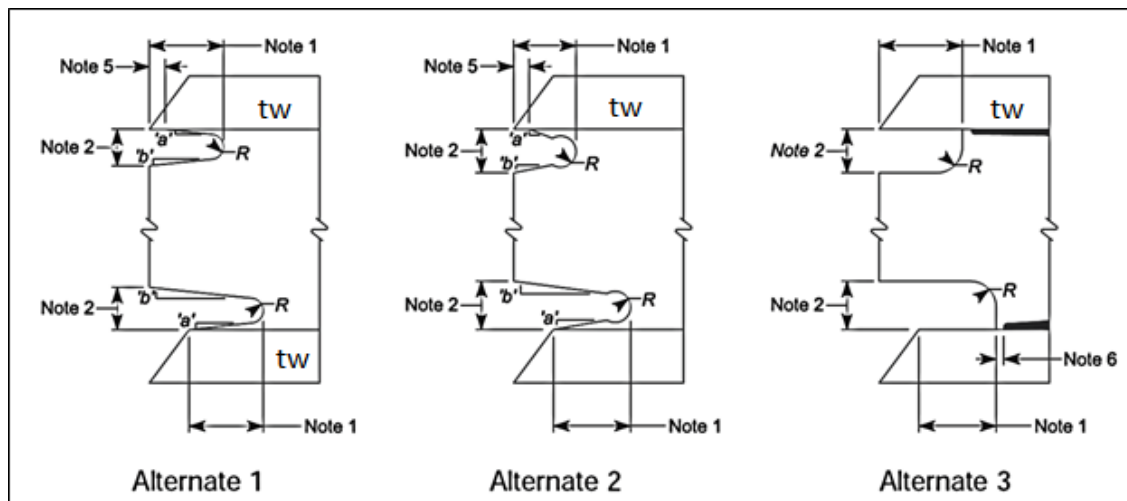 Note 1
Note 5
tw
'a'
Note 2
'b'
R
'b'
Note 2
R
'a'
tw
Note 1
Alternate 1
Note 1
Note 5
tw
'a'
Note 2
'b'
R
'b'
Note 2
R
'a'
Note 1
Alternate 2
Note 1
tw
Note 2
R
Note 2
R
Note 6
Note 1
Alternate 3